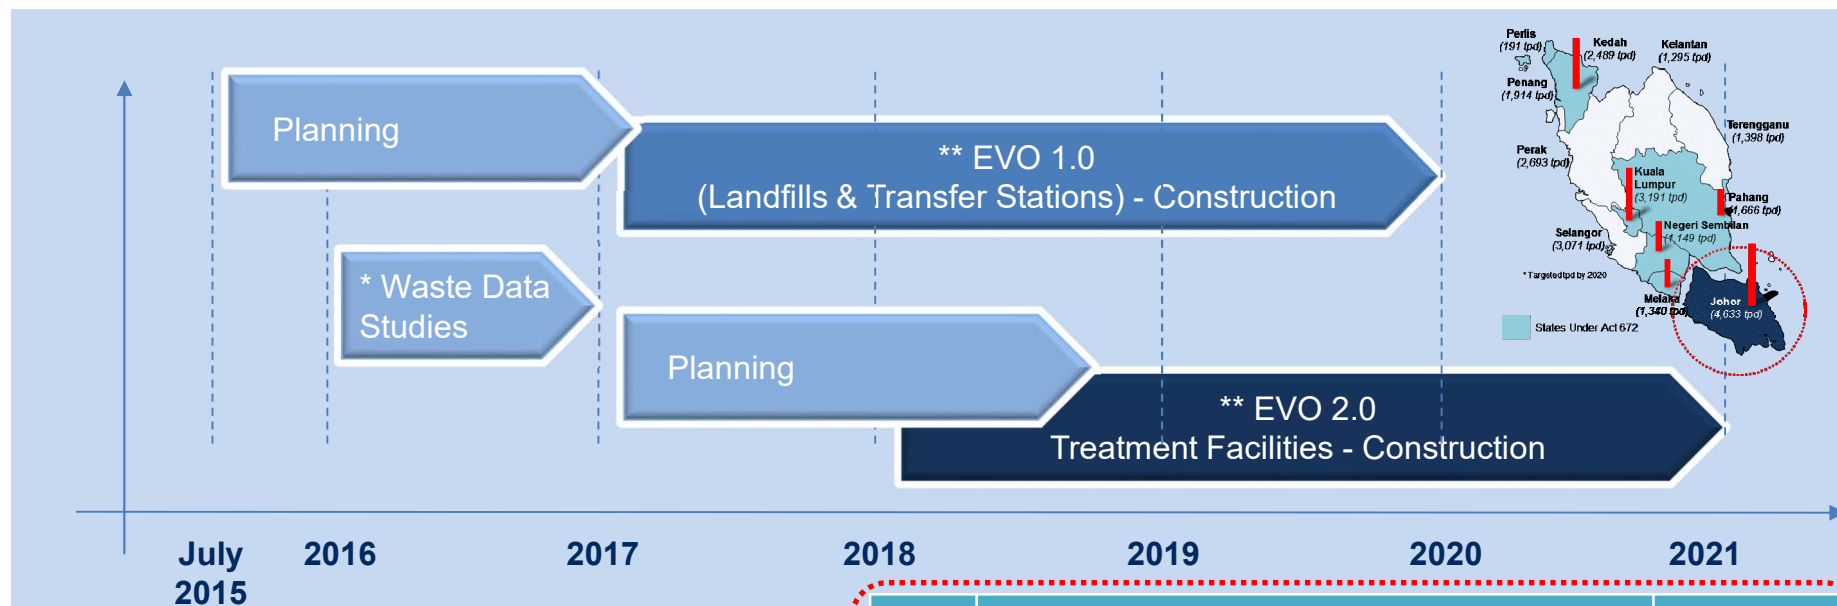 Planning
** EVO 1.0
(Landfills & Transfer Stations) - Construction
* Waste Data
Studies
Planning
** EVO 2.0
Treatment Facilities - Construction
July
2015
2016
2017
2018
2019
2020
2021
Perlis
(191 tpd)
Kedah
(2,489 tpd)
Kelantan
(1,295 tpd)
Penang
(1,914 tpd)
Terengganu
(1,398 tpd)
Perak
(2,693 tpd)
Kuala
Lumpur
(3,191 tpd)
Pahang
(1,666 tpd)
Selangor
(3,071 tpd)
Negeri Sembilan
(1,149 tpd)
* Targeted tpd by 2020
Melaka
Johor
(4,633 tpd)
States Under Act 672